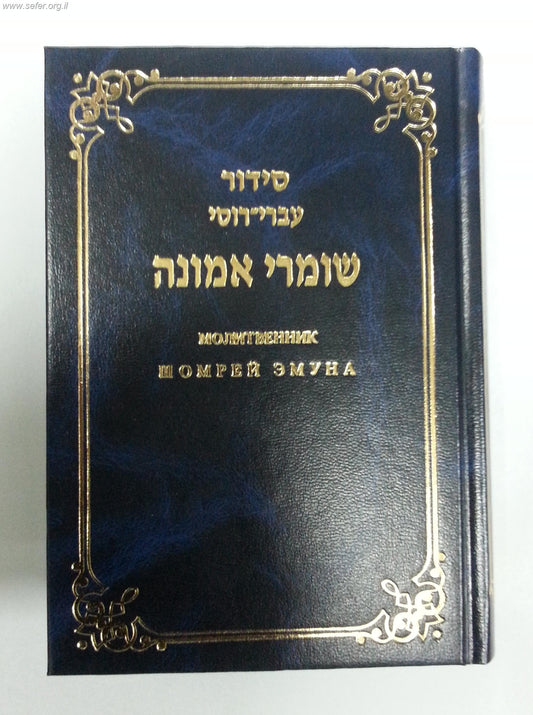 www.sefer.org.il
סידור
עברי־רוסי
שומרי אמונה
МОЛИТВЕННИК
ШОМРЕЙ ЭМУНА